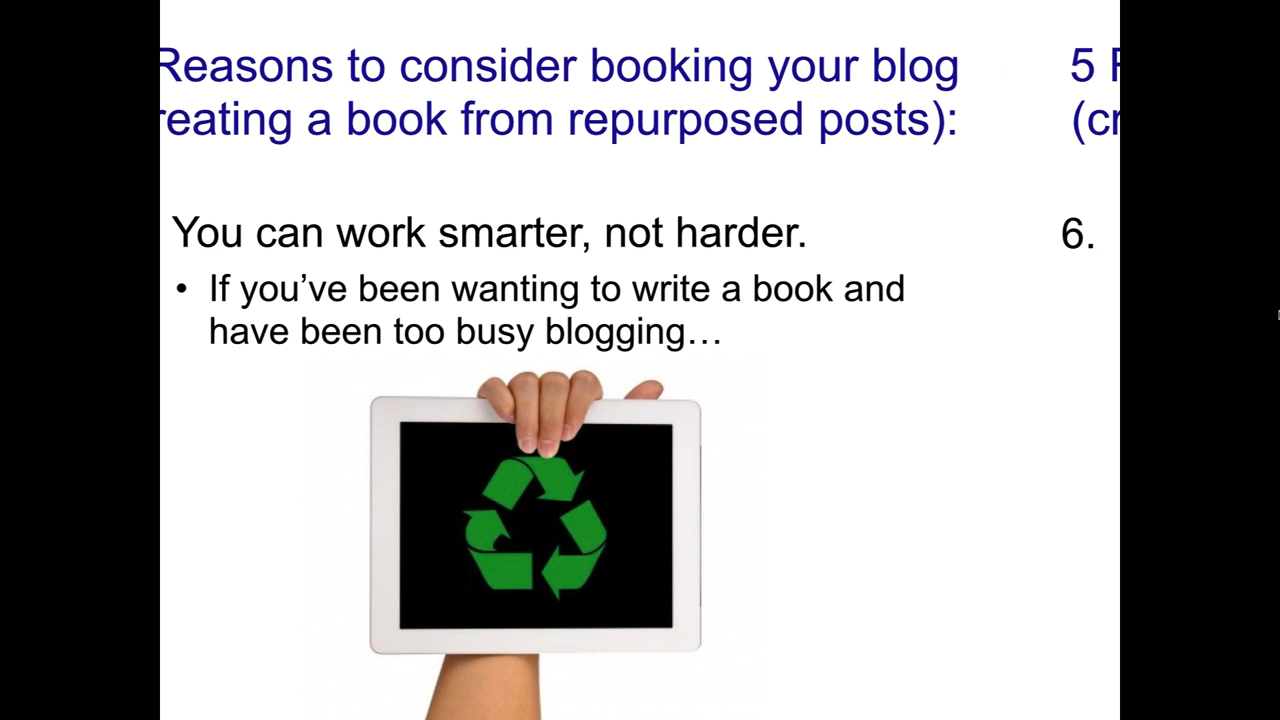 Reasons to consider booking your blog
reating a book from repurposed posts):
You can work smarter, not harder.
• If you’ve been wanting to write a book and
have been too busy blogging…
5
(cr
6.